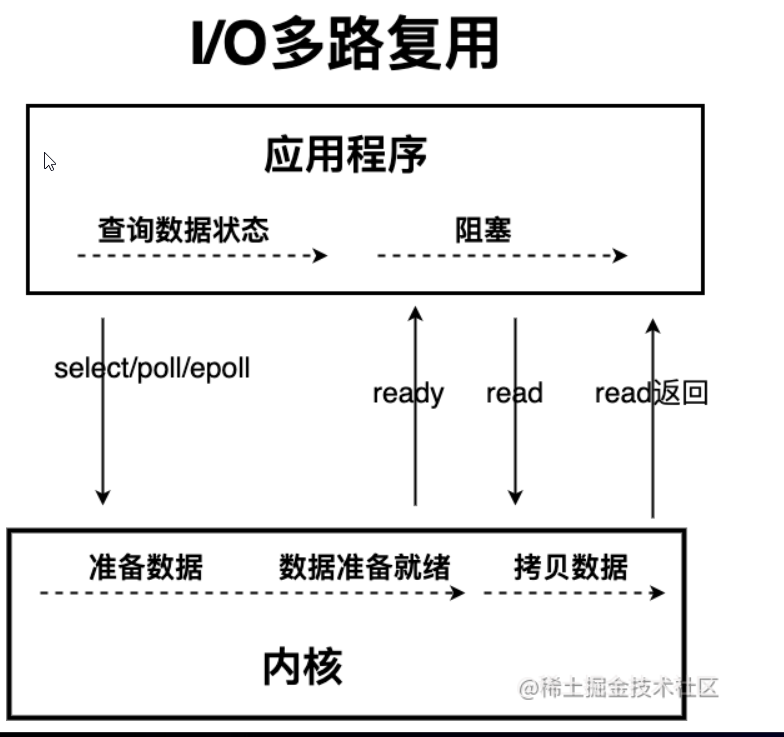 I/O多路复用
应用程序
查询数据状态
阻塞
select/poll/epoll
ready
read
read返回
准备数据
数据准备就绪
拷贝数据
内核
@稀土掘金技术社区